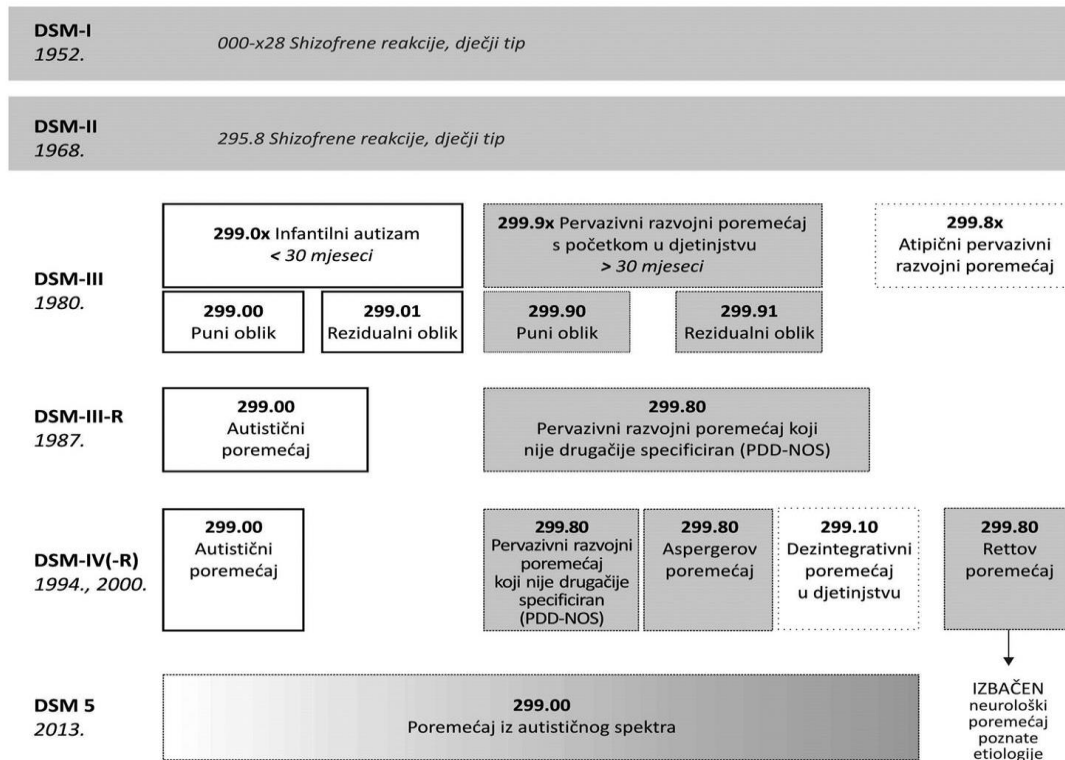 DSM-I
1952.
000-x28 Shizofrene reakcije, dječji tip
DSM-II
1968.
295.8 Shizofrene reakcije, dječji tip
DSM-III
1980.
299.0x Infantilni autizam
< 30 mjeseci
299.00
Puni oblik
299.01
Rezidualni oblik
299.9x Pervazivni razvojni poremećaj
s početkom u djetinjstvu
> 30 mjeseci
299.90
Puni oblik
299.91
Rezidualni oblik
299.8x
Atipični pervazivni
razvojni poremećaj
DSM-III-R
1987.
299.00
Autistični
poremećaj
299.80
Pervazivni razvojni poremećaj koji
nije drugačije specificiran (PDD-NOS)
DSM-IV(-R)
1994., 2000.
299.00
Autistični
poremećaj
299.80
Pervazivni razvojni
poremećaj
koji nije drugačije
specificiran
(PDD-NOS)
299.80
Aspergerov
poremećaj
299.10
Dezintegrativni
poremećaj
u djetinjstvu
299.80
Rettov
poremećaj
DSM 5
2013.
299.00
Poremećaj iz autističnog spektra
IZBAČEN
neurološki
poremećaj
poznate
etiologije